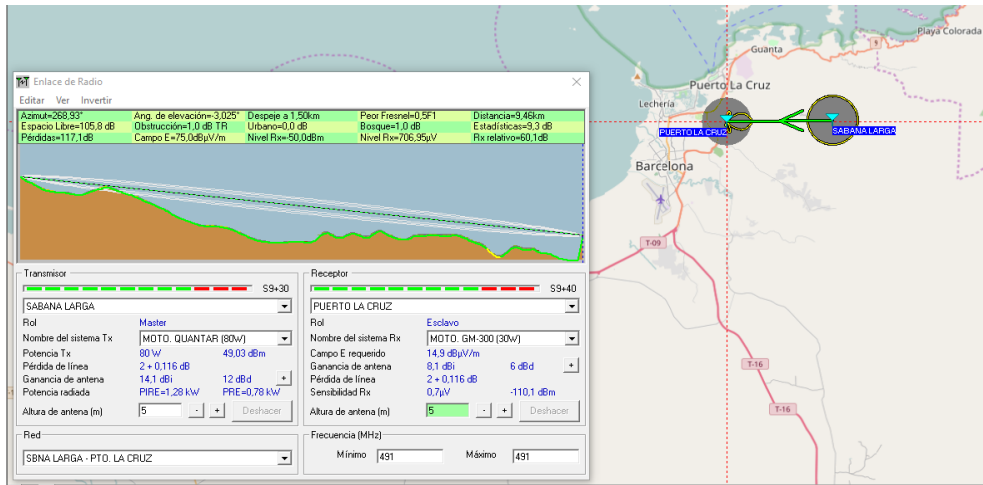 Enlace de Radio
Editar Ver Invertir
Azimut=268,93° Ang. de elevación=-3,025° Despeje a 1,50km Peor Fresnel=0,5F1 Distancia=9,46km
Espacio Libre=105,8 dB Obstrucción=1,0 dB TR Urbano=0,0 dB Bosque=1,0 dB Estadísticas=9,3 dB
Pérdidas=117,1dB Campo E=75,0dBµV/m Nivel Rx=-50,0dBm Nivel Rx=706,95µV Rx relativo=60,1dB
Transmisor
S9+30
SABANA LARGA
Rol Master
Nombre del sistema Tx MOTO. QUANTAR (80W)
Potencia Tx 80 W 49,03 dBm
Pérdida de línea 2 + 0,116 dB
Ganancia de antena 14,1 dBi 12 dBd +
Potencia radiada PIRE=1,28 kW PRE=0,78 kW
Altura de antena (m) 5 - + Deshacer
Receptor
S9+40
PUERTO LA CRUZ
Rol Esclavo
Nombre del sistema Rx MOTO. GM-300 (30W)
Campo E requerido 14,9 dBµV/m
Ganancia de antena 8,1 dBi 6 dBd +
Pérdida de línea 2 + 0,116 dB
Sensibilidad Rx 0,7µV -110,1 dBm
Altura de antena (m) 5 - + Deshacer
Red
SBNA LARGA - PTO. LA CRUZ
Frecuencia (MHz)
Mínimo 491 Máximo 491
Playa Colorada
9
Guanta
Puerto La Cruz
Lechería
PUERTO LA CRUZ
SABANA LARGA
Barcelona
T-09
T-16
T-16